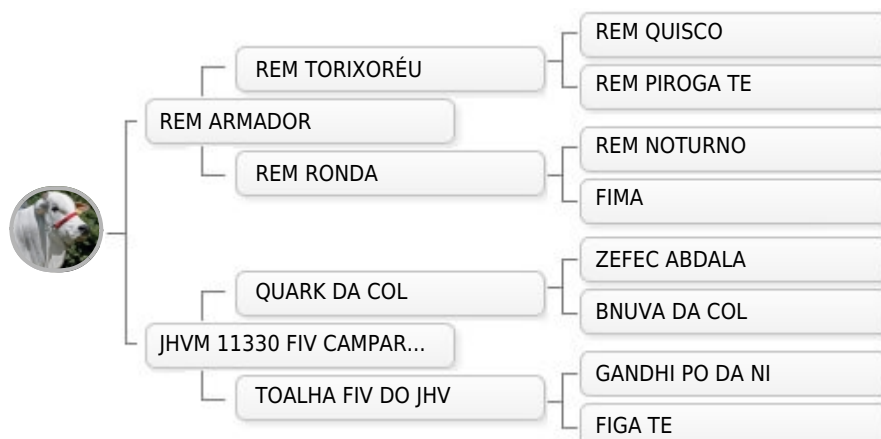 REM QUISCO
REM TORIXORÉU
REM PIROGA TE
REM ARMADOR
REM NOTURNO
REM RONDA
FIMA
ZEFEC ABDALA
QUARK DA COL
BNUVA DA COL
JHVM 11330 FIV CAMPAR...
GANDHI PO DA NI
TOALHA FIV DO JHV
FIGA TE